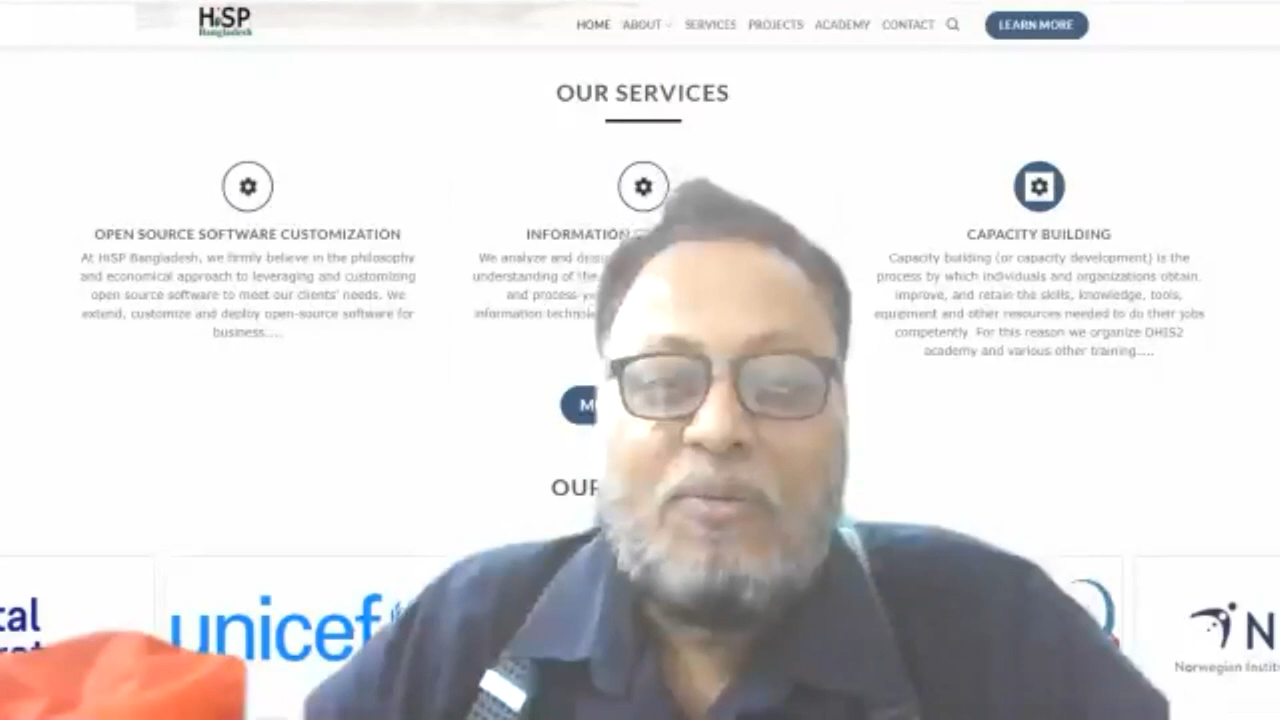 HiSP
Bangladesh
HOME ABOUT SERVICES PROJECTS ACADEMY CONTACT
LEARN MORE
OUR SERVICES
OPEN SOURCE SOFTWARE CUSTOMIZATION
At HISP Bangladesh, we firmly believe in the philosophy
and economical approach to leveraging and customizing
open source software to meet our clients' needs. We
extend, customize and deploy open-source software for
business....
INFORMATION
We analyze and
understanding of the
and process
information
CAPACITY BUILDING
Capacity building (or capacity development) is the
process by which individuals and organizations obtain,
improve, and retain the skills, knowledge, tools,
equipment and other resources needed to do their jobs
competently. For this reason we organize DHIS2
academy and various other training....
OUR
unicef
Norwegian